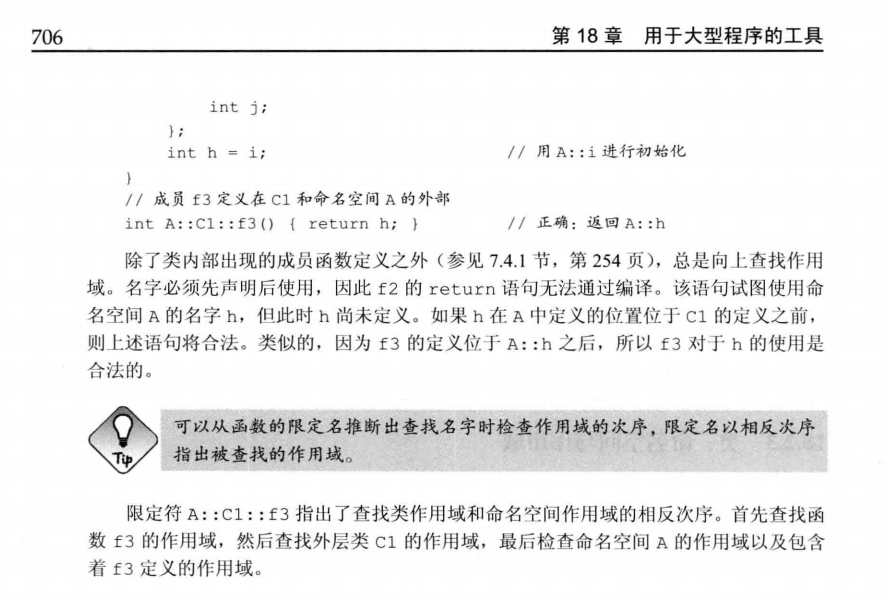 706
第 18 章 用于大型程序的工具
int j;
};
int h = i; // 用 A::i 进行初始化
}
// 成员 f3 定义在 C1 和命名空间 A 的外部
int A::C1::f3() { return h; } // 正确：返回 A::h
除了类内部出现的成员函数定义之外（参见 7.4.1 节，第 254 页），总是向上查找作用
域。名字必须先声明后使用，因此 f2 的 return 语句无法通过编译。该语句试图使用命
名空间 A 的名字 h，但此时 h 尚未定义。如果 h 在 A 中定义的位置位于 C1 的定义之前，
则上述语句将合法。类似的，因为 f3 的定义位于 A::h 之后，所以 f3 对于 h 的使用是
合法的。
Tip
可以从函数的限定名推断出查找名字时检查作用域的次序，限定名以相反次序
指出被查找的作用域。
限定符 A::C1::f3 指出了查找类作用域和命名空间作用域的相反次序。首先查找函
数 f3 的作用域，然后查找外层类 C1 的作用域，最后检查命名空间 A 的作用域以及包含
着 f3 定义的作用域。